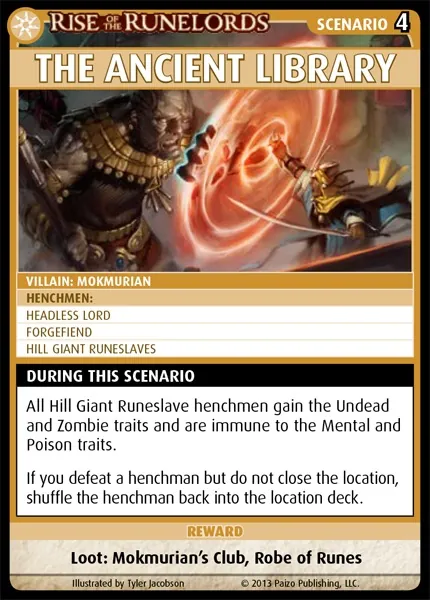 RISE OF THE RUNELORDS SCENARIO 4
THE ANCIENT LIBRARY
VILLAIN: MOKMURIAN
HENCHMEN:
HEADLESS LORD
FORGEFIEND
HILL GIANT RUNESLAVES
DURING THIS SCENARIO
All Hill Giant Runeslave henchmen gain the Undead
and Zombie traits and are immune to the Mental and
Poison traits.
If you defeat a henchman but do not close the location,
shuffle the henchman back into the location deck.
REWARD
Loot: Mokmurian's Club, Robe of Runes
Illustrated by Tyler Jacobson © 2013 Paizo Publishing, LLC.